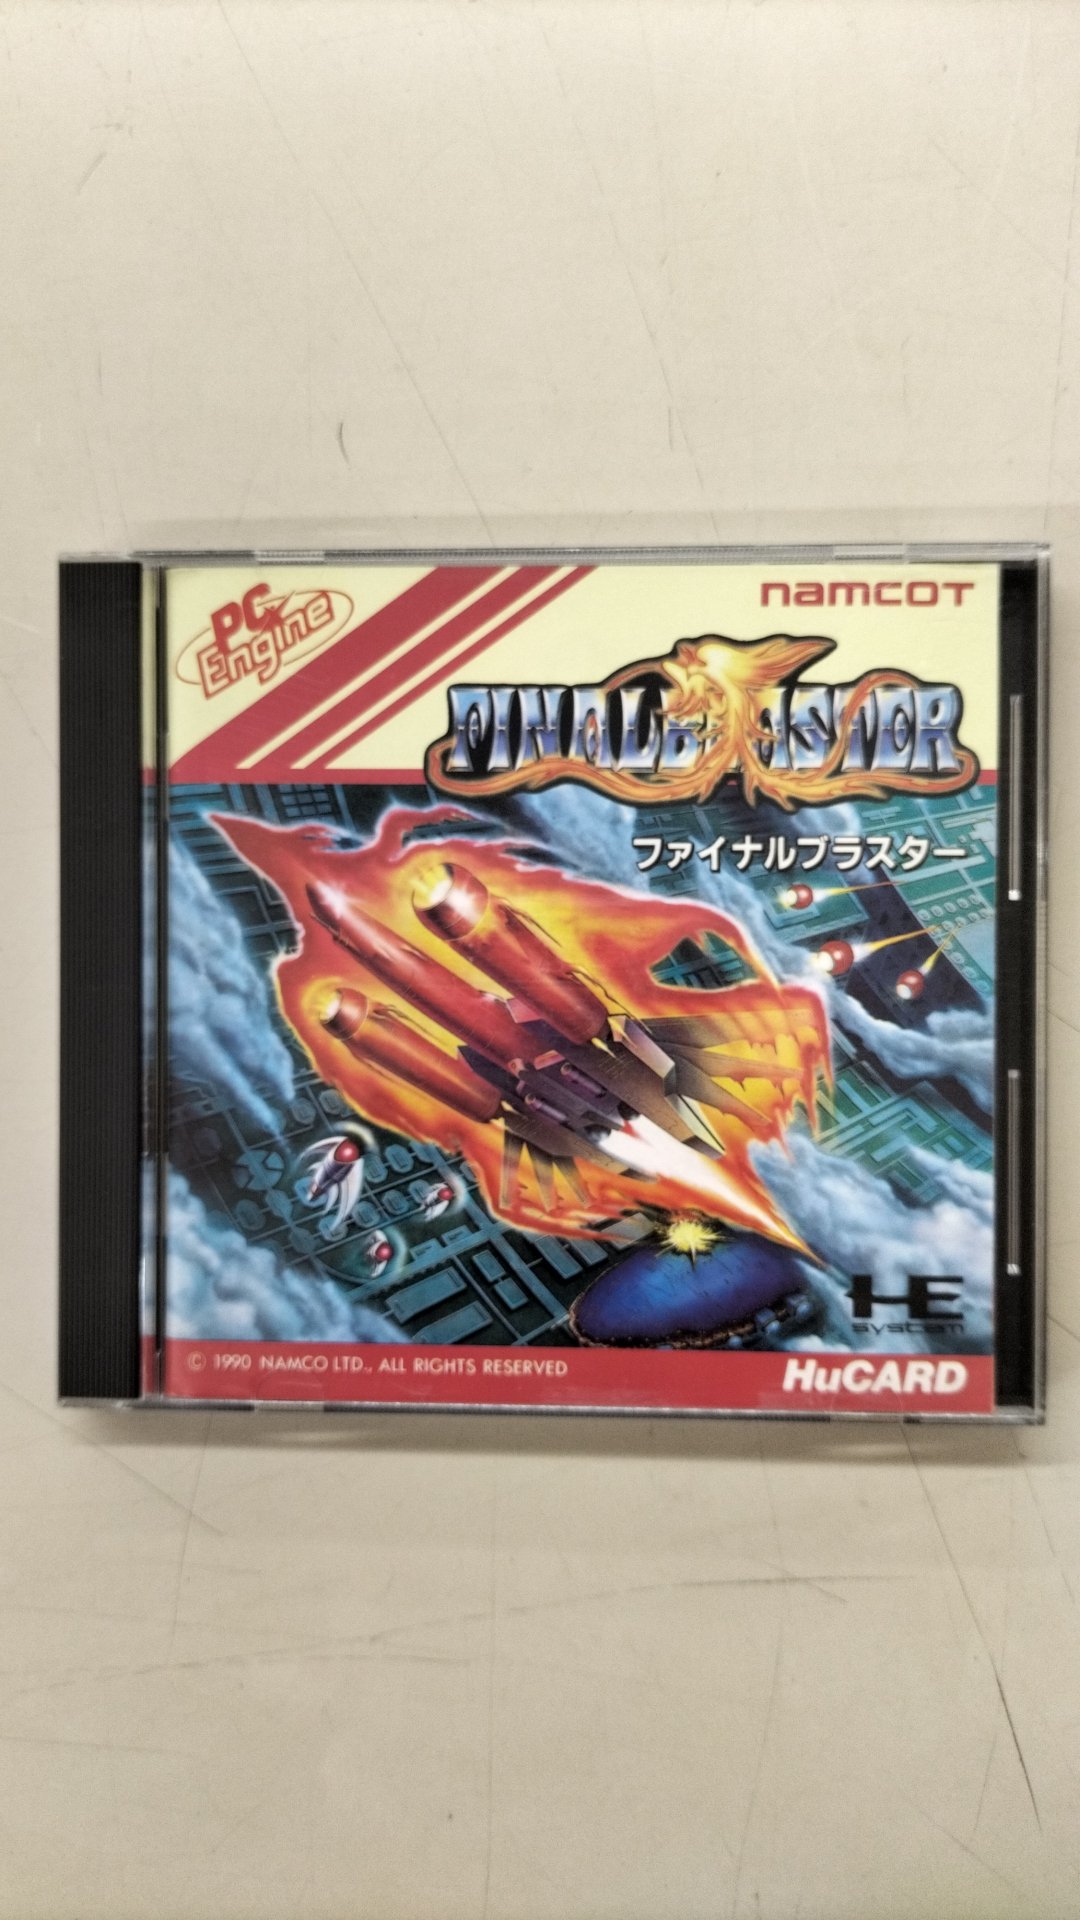 PC Engine
namcot
FINAL BLASTER
ファイナルブラスター
HE
system
© 1990 NAMCO LTD., ALL RIGHTS RESERVED
HuCARD